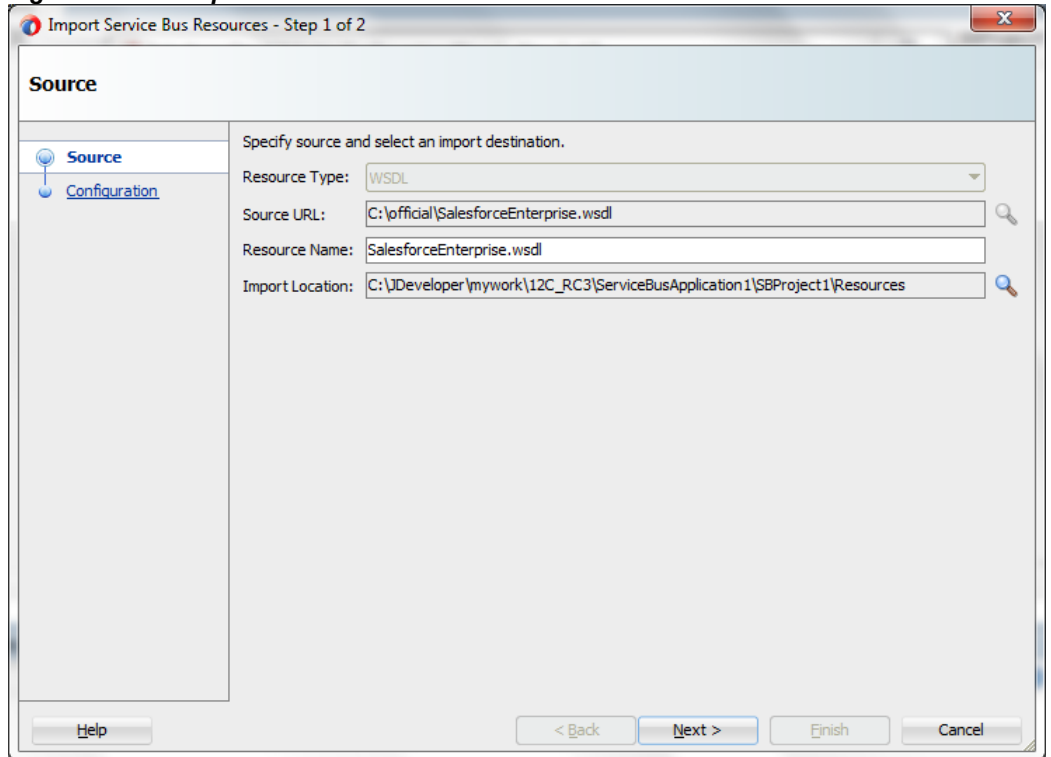 Import Service Bus Resources - Step 1 of 2
Source
Specify source and select an import destination.
Source
Resource Type: WSDL
Configuration
Source URL: C:\official\SalesforceEnterprise.wsdl
Resource Name: SalesforceEnterprise.wsdl
Import Location: C:\JDeveloper\mywork\12C_RC3\ServiceBusApplication1\SBProject1\Resources
Help < Back Next > Finish Cancel